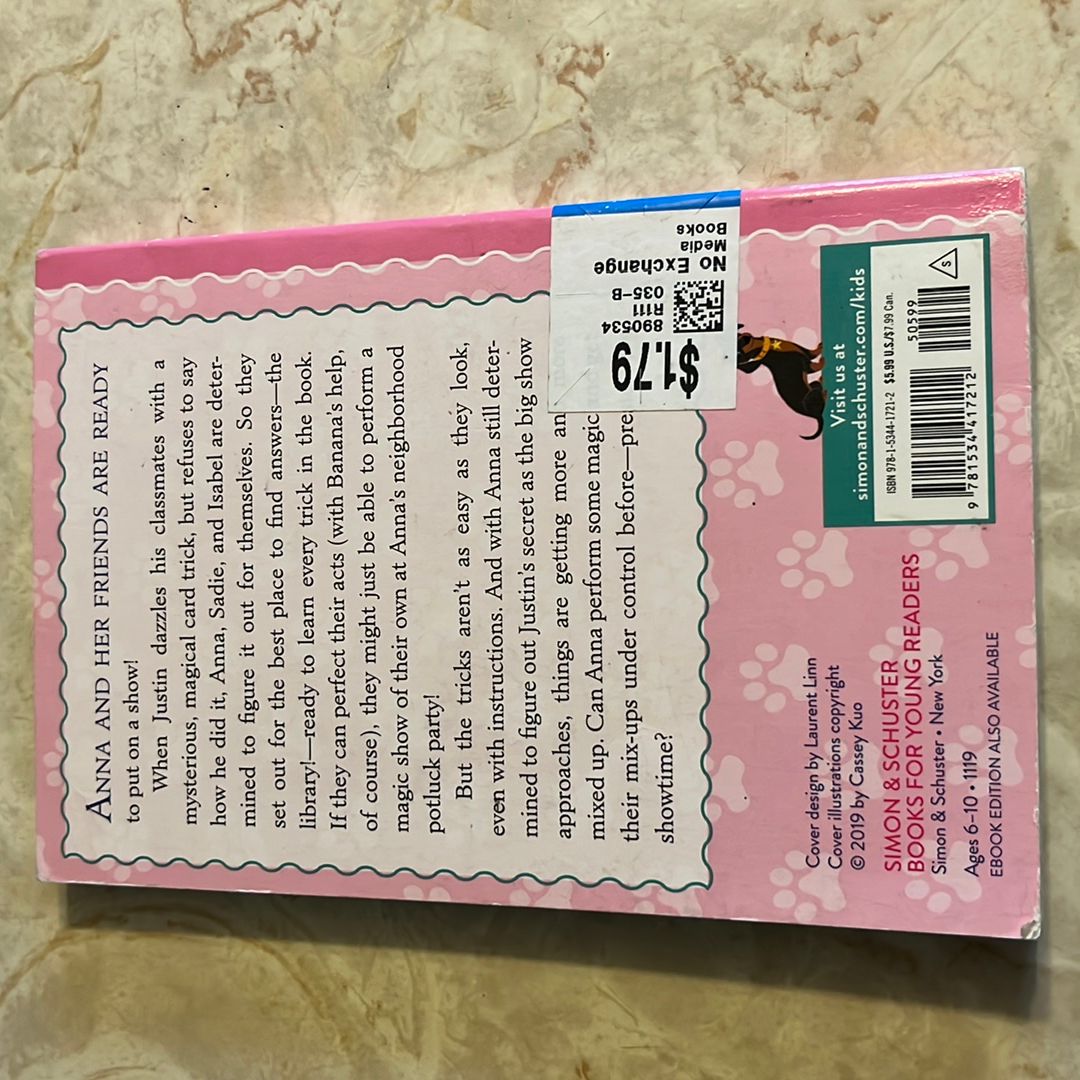 ANNA AND HER FRIENDS ARE READY
to put on a show!
When Justin dazzles his classmates with a
mysterious, magical card trick, but refuses to say
how he did it, Anna, Sadie, and Isabel are deter-
mined to figure it out for themselves. So they
set out for the best place to find answers—the
library!—ready to learn every trick in the book.
If they can perfect their acts (with Banana's help,
of course), they might just be able to perform a
magic show of their own at Anna's neighborhood
potluck party!
But the tricks aren't as easy as they look,
even with instructions. And with Anna still deter-
mined to figure out Justin's secret as the big show
approaches, things are getting more an
mixed up. Can Anna perform some magic
their mix-ups under control before—pre
showtime?
$1.79
890534
R111
035-B
No Exchange
Media
Books
Cover design by Laurent Linn
Cover illustrations copyright
© 2019 by Cassey Kuo
SIMON & SCHUSTER
BOOKS FOR YOUNG READERS
Simon & Schuster • New York
Ages 6–10 • 1119
EBOOK EDITION ALSO AVAILABLE
Visit us at
simonandschuster.com/kids
ISBN 978-1-5344-1721-2 $5.99 U.S./$7.99 Can.
50599
9 781534 417212
S